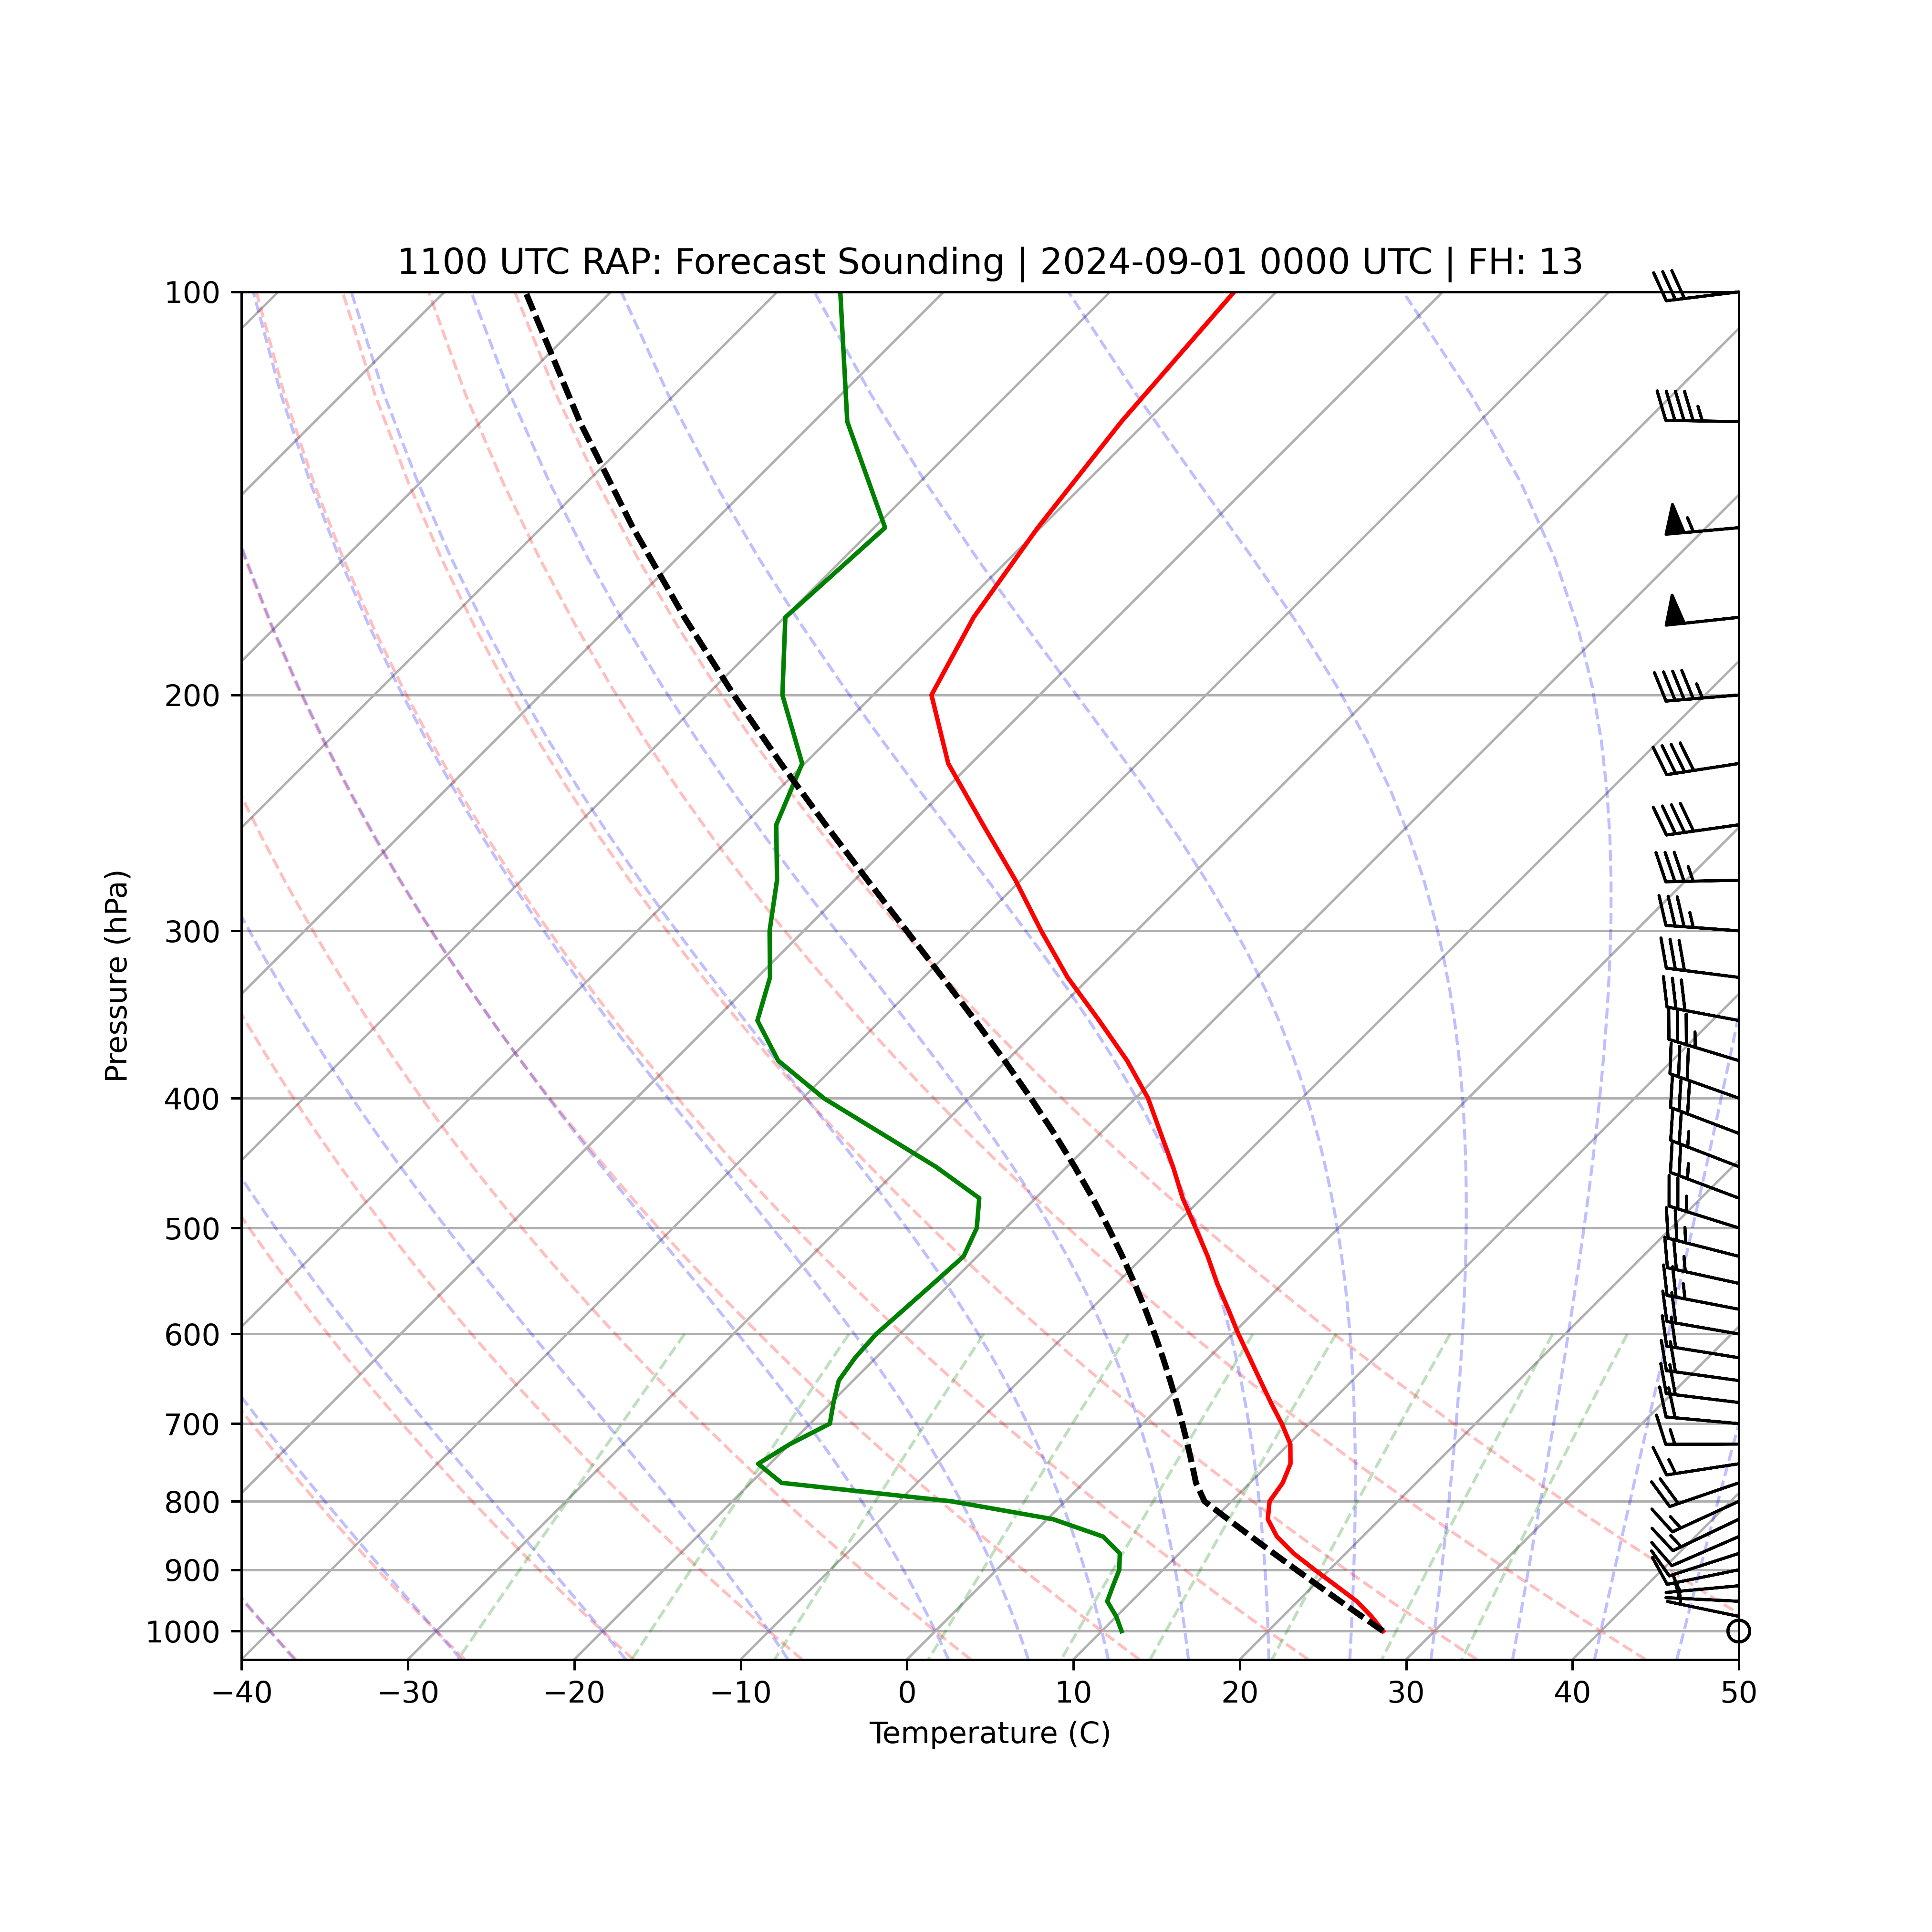 1100 UTC RAP: Forecast Sounding | 2024-09-01 0000 UTC | FH: 13
100
200
300
400
500
600
700
800
900
1000
Pressure (hPa)
−40 −30 −20 −10 0 10 20 30 40 50
Temperature (C)